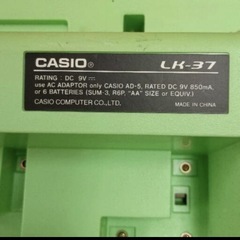 CASIO® LK-37
RATING : DC 9V ⎓
use AC ADAPTOR only CASIO AD-5, RATED DC 9V 850mA,
or 6 BATTERIES (SUM-3, R6P, "AA" SIZE or EQUIV.)
CASIO COMPUTER CO.,LTD. MADE IN CHINA